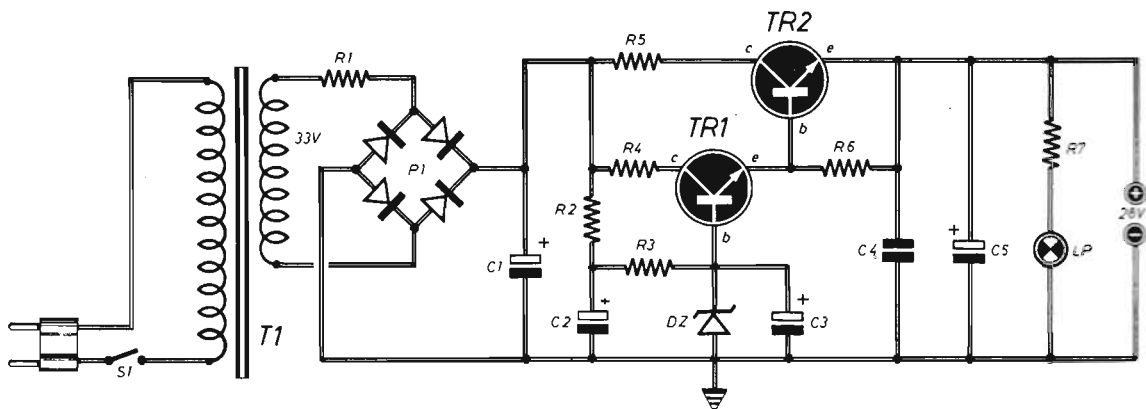 TR2
R5
c
e
R1
33V
TR1
b
R4
c
e
R6
R7
P1
R2
b
+
R3
C1
C4
+
C5
LP
28V
+
C2
DZ
+
C3
T1
S1